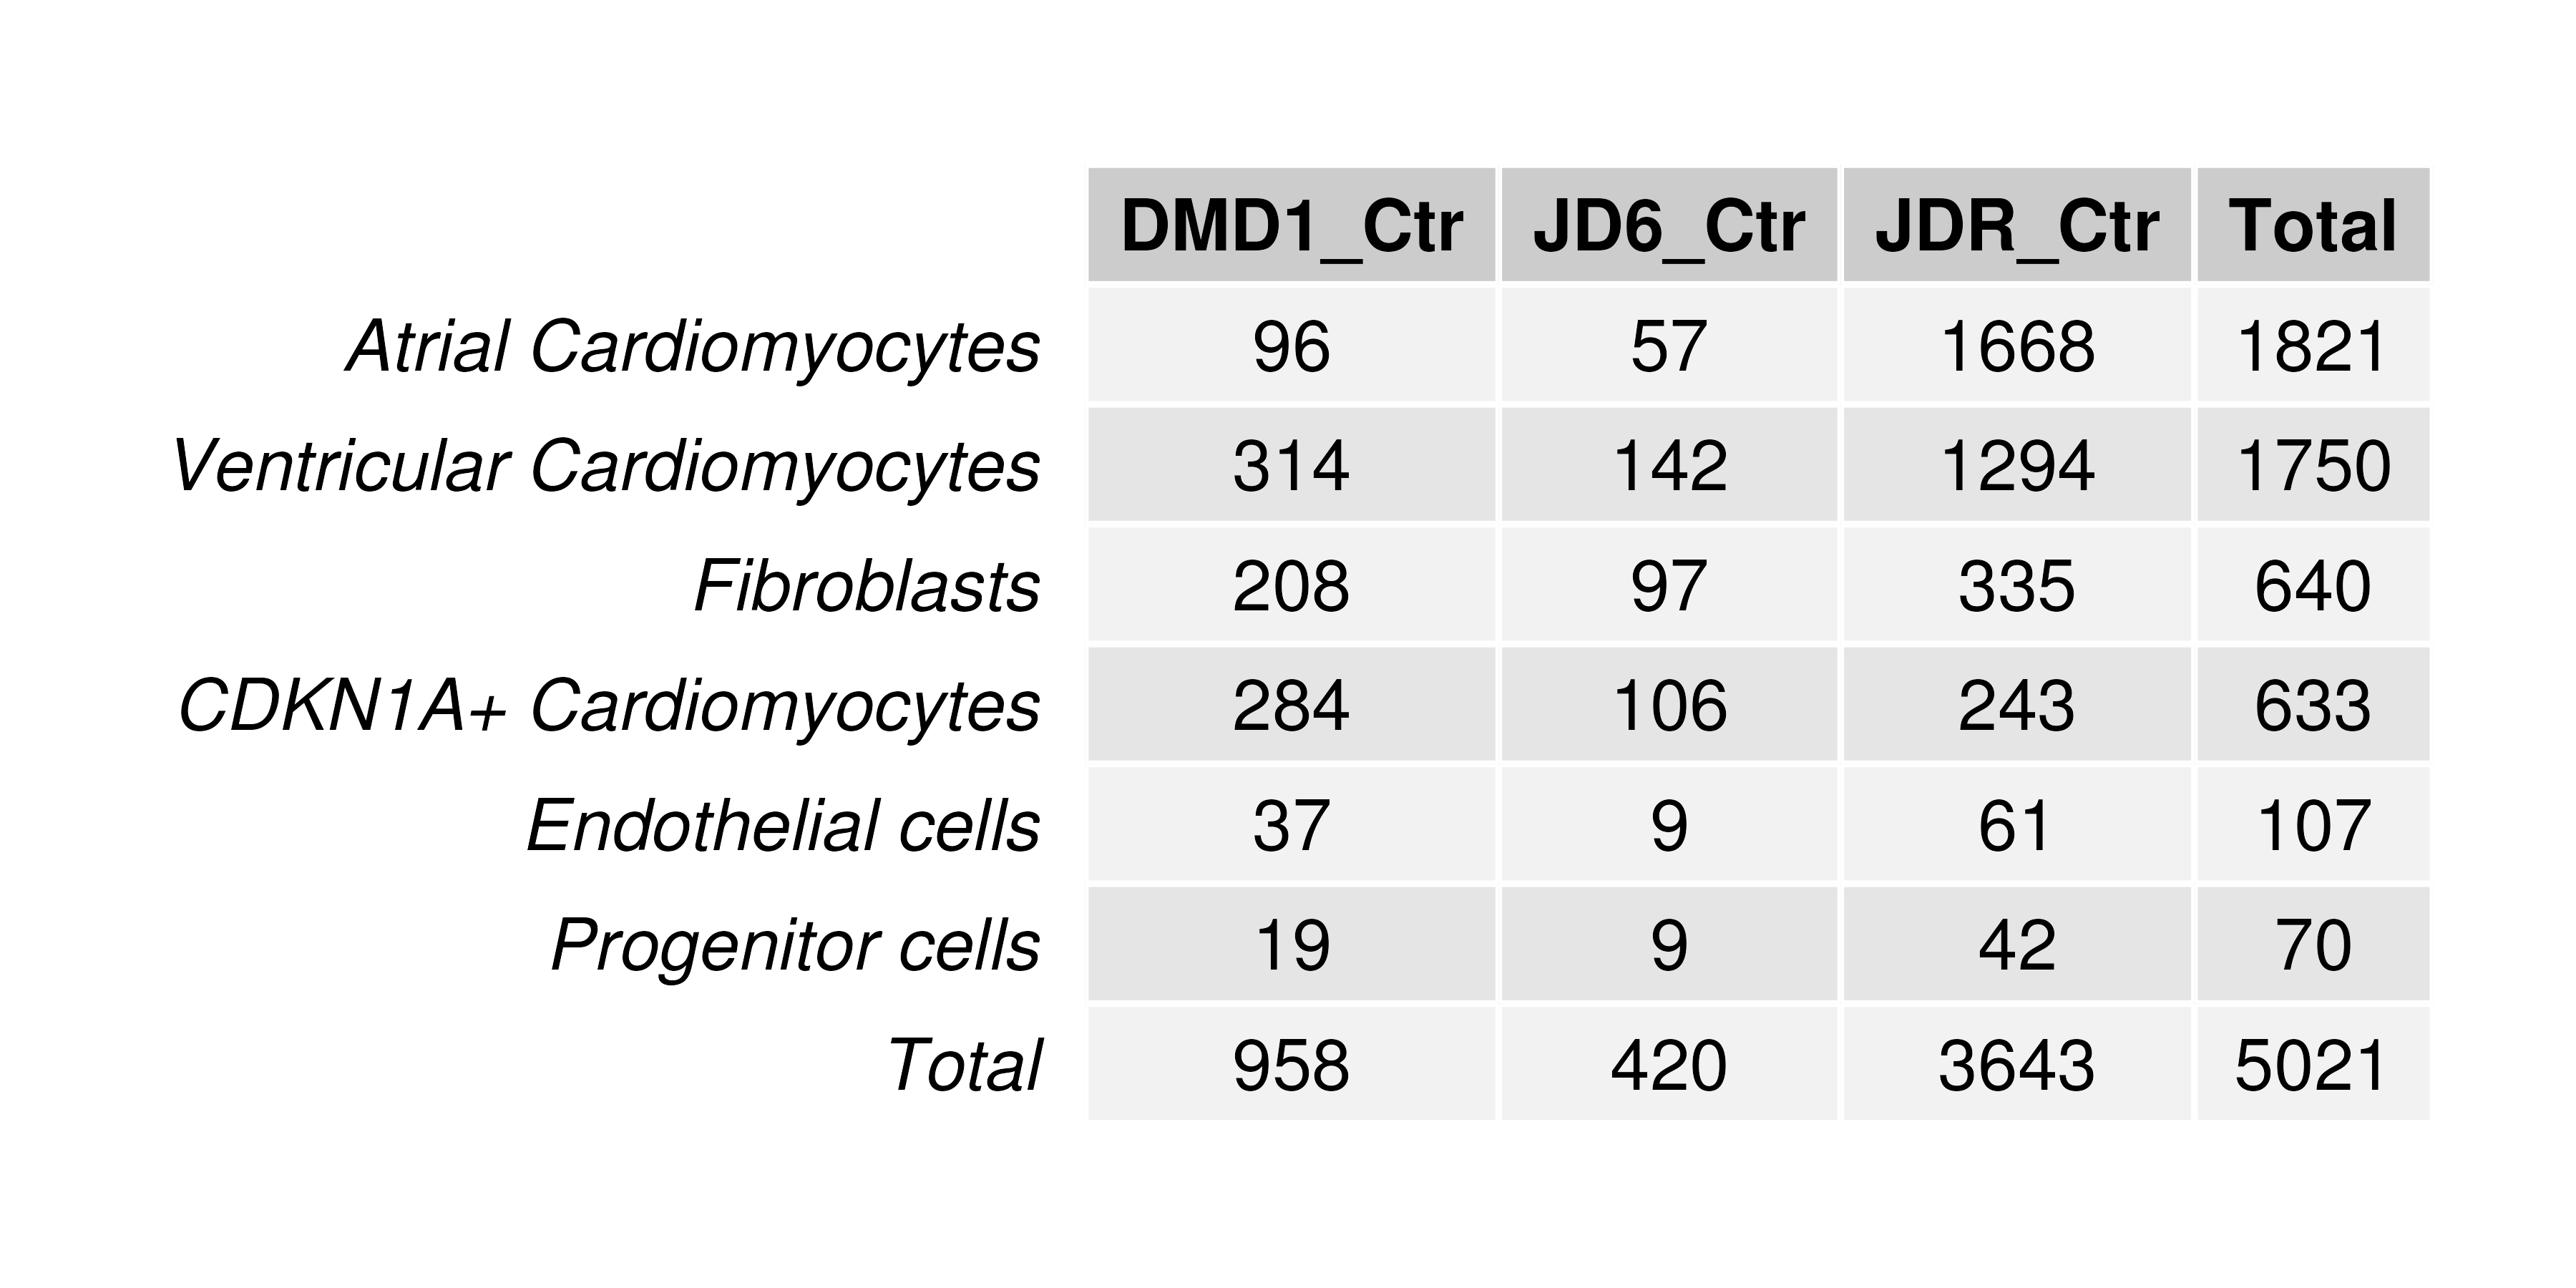 DMD1_Ctr JD6_Ctr JDR_Ctr Total
Atrial Cardiomyocytes 96 57 1668 1821
Ventricular Cardiomyocytes 314 142 1294 1750
Fibroblasts 208 97 335 640
CDKN1A+ Cardiomyocytes 284 106 243 633
Endothelial cells 37 9 61 107
Progenitor cells 19 9 42 70
Total 958 420 3643 5021